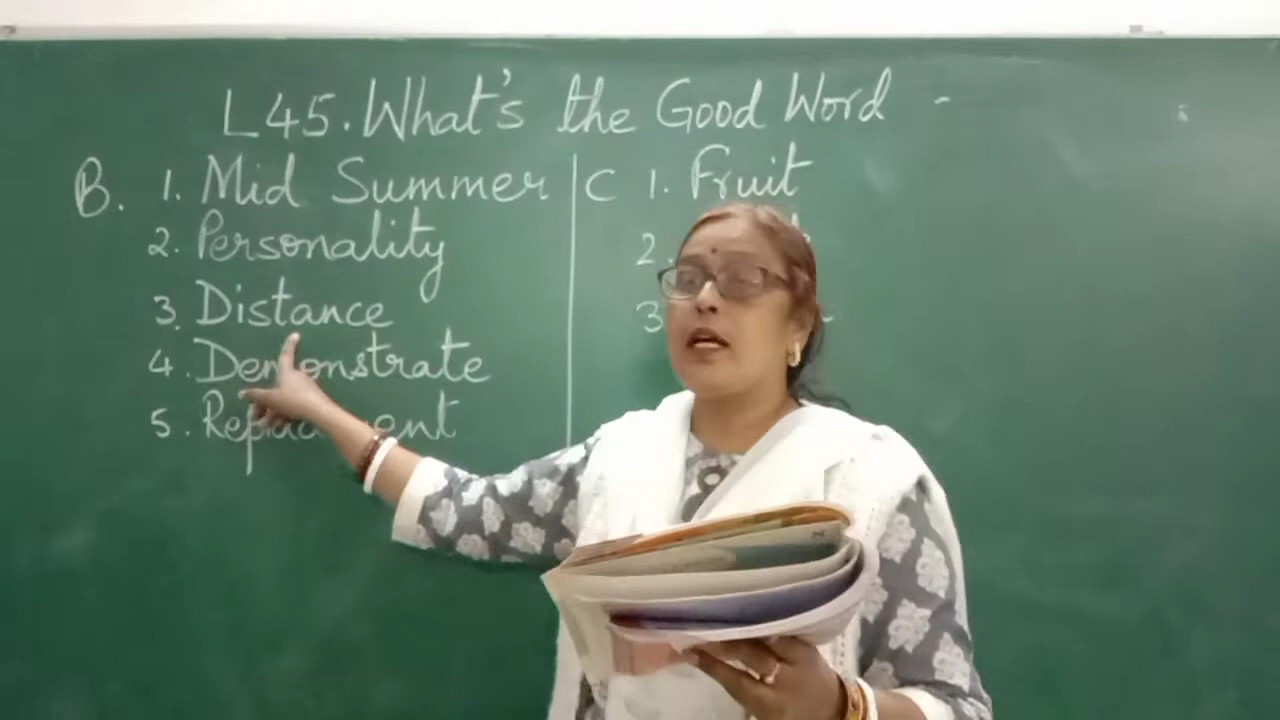 L45. What's the Good Word -
B. 1. Mid Summer
2. Personality
3. Distance
4. Demonstrate
5.
C 1. Fruit
2.
3